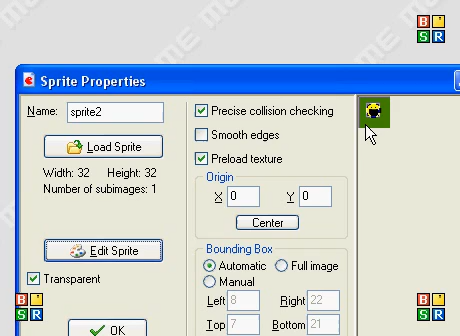 B '
S R
Sprite Properties
Name: sprite2
Load Sprite
Width: 32 Height: 32
Number of subimages: 1
Edit Sprite
Transparent
OK
Precise collision checking
Smooth edges
Preload texture
Origin
X 0 Y 0
Center
Bounding Box
Automatic Full image
Manual
Left 8 Right 22
Top 7 Bottom 21
B '
S R
B '
S R